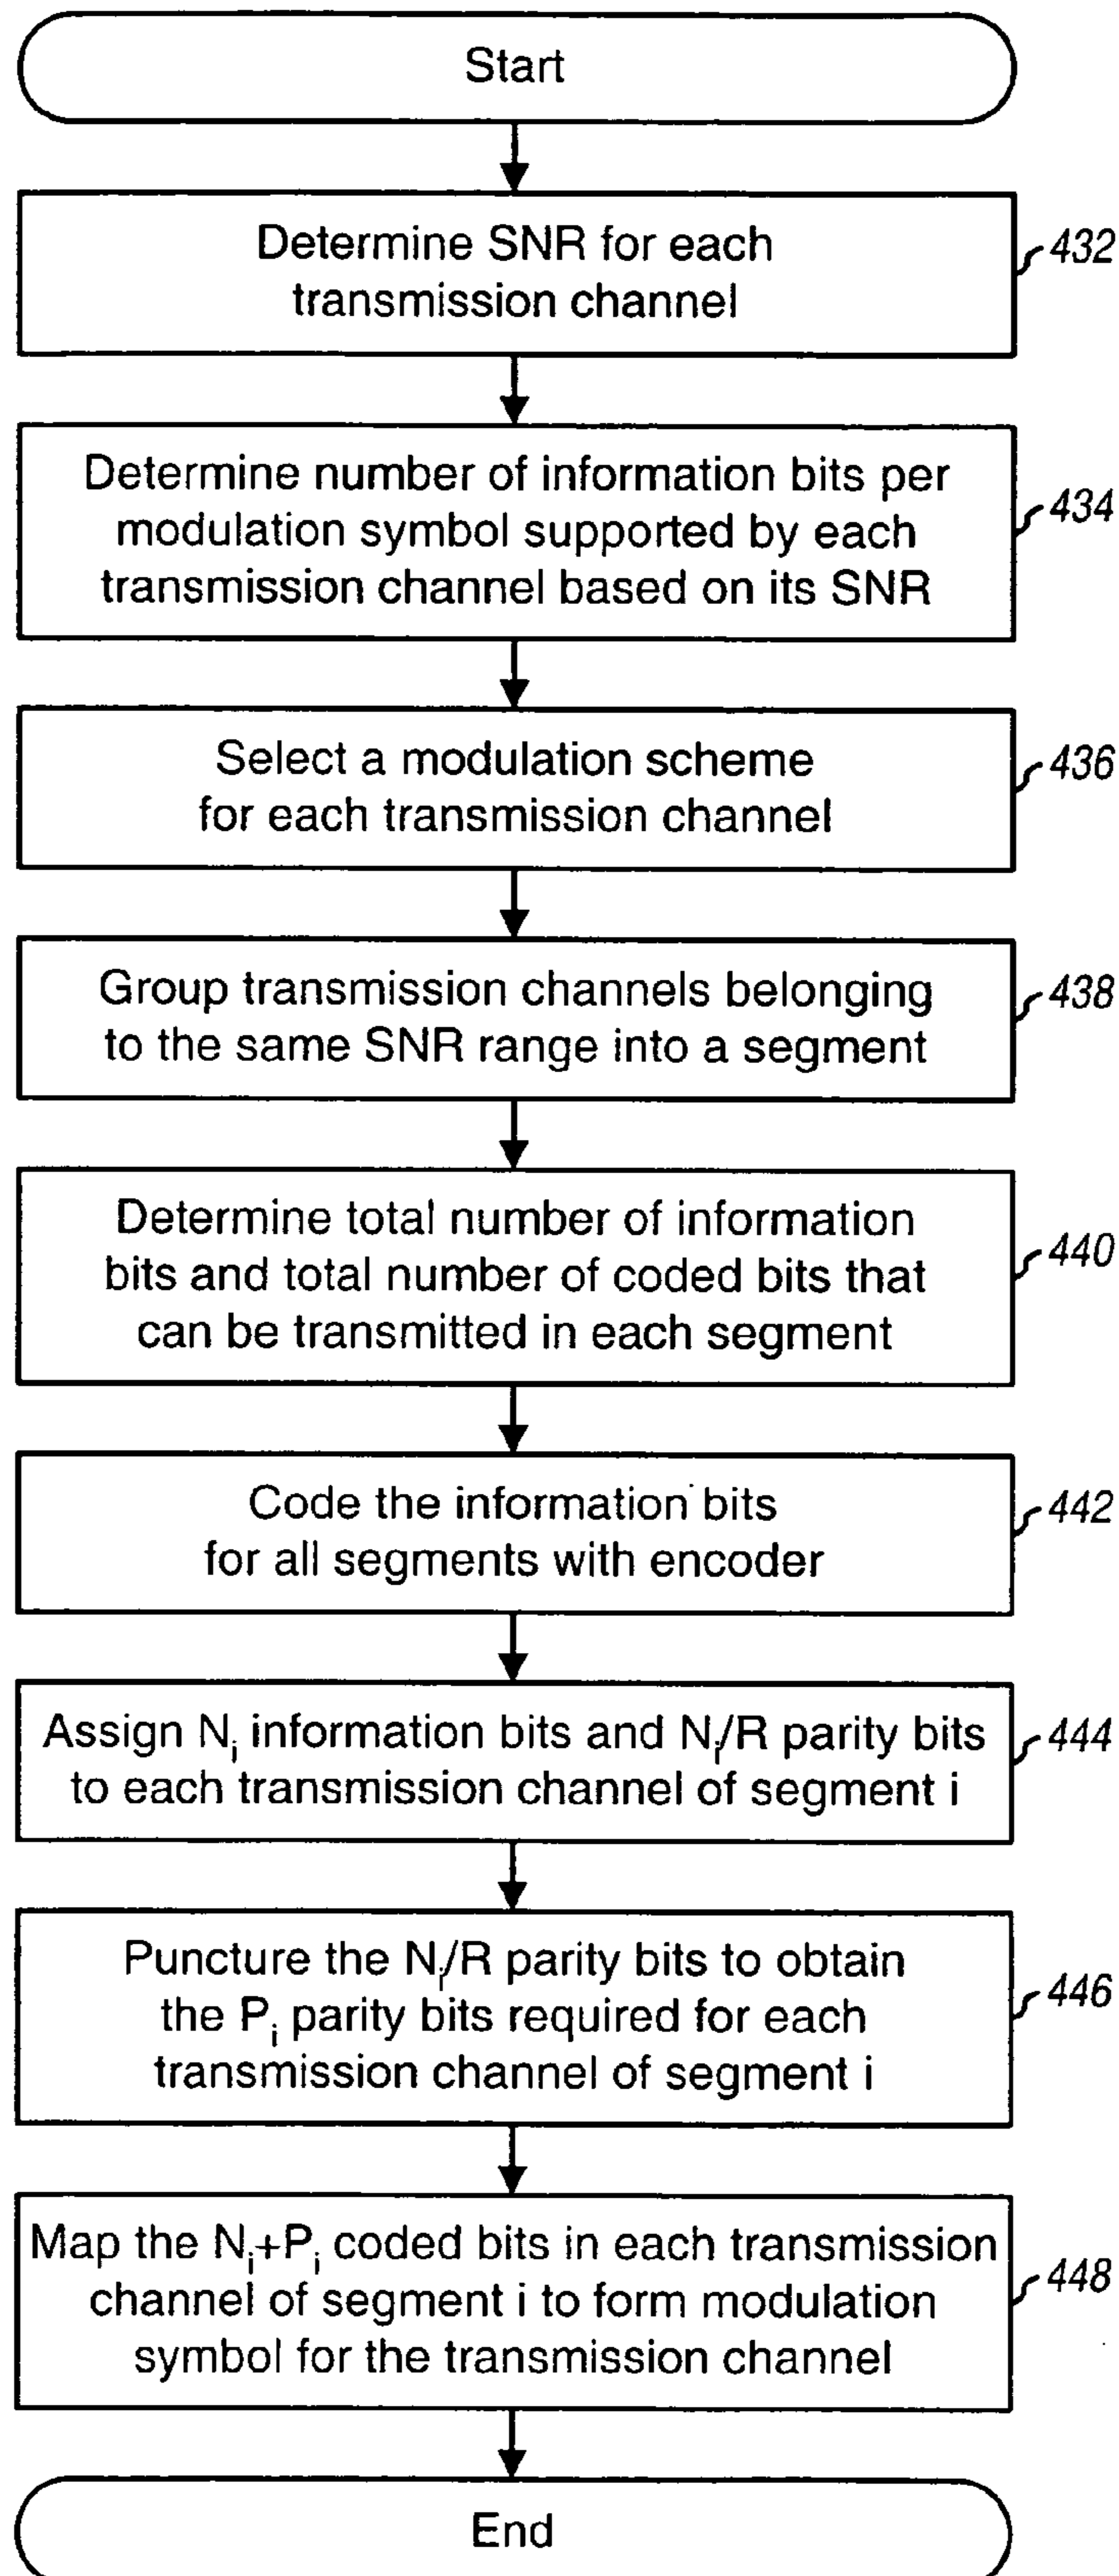 Start
Determine SNR for each
transmission channel
432
Determine number of information bits per
modulation symbol supported by each
transmission channel based on its SNR
434
Select a modulation scheme
for each transmission channel
436
Group transmission channels belonging
to the same SNR range into a segment
438
Determine total number of information
bits and total number of coded bits that
can be transmitted in each segment
440
Code the information bits
for all segments with encoder
442
Assign Ni information bits and Ni/R parity bits
to each transmission channel of segment i
444
Puncture the Ni/R parity bits to obtain
the Pi parity bits required for each
transmission channel of segment i
446
Map the Ni+Pi coded bits in each transmission
channel of segment i to form modulation
symbol for the transmission channel
448
End